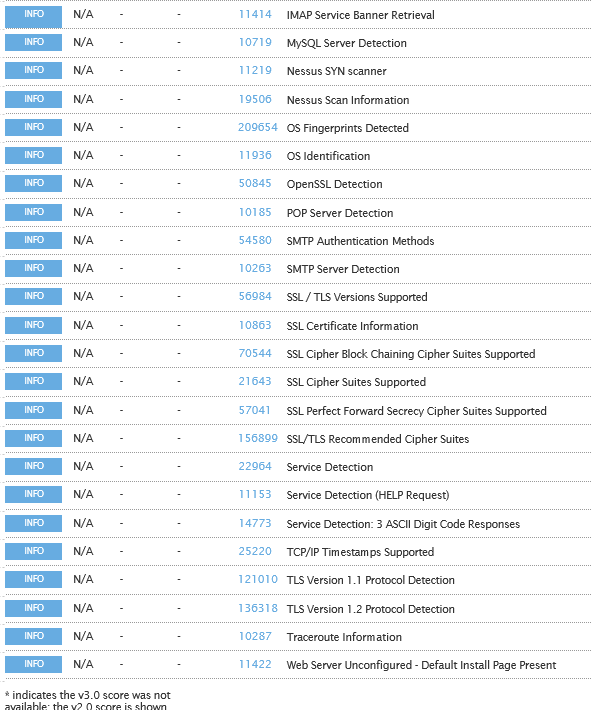 INFO N/A - - 11414 IMAP Service Banner Retrieval
INFO N/A - - 10719 MySQL Server Detection
INFO N/A - - 11219 Nessus SYN scanner
INFO N/A - - 19506 Nessus Scan Information
INFO N/A - - 209654 OS Fingerprints Detected
INFO N/A - - 11936 OS Identification
INFO N/A - - 50845 OpenSSL Detection
INFO N/A - - 10185 POP Server Detection
INFO N/A - - 54580 SMTP Authentication Methods
INFO N/A - - 10263 SMTP Server Detection
INFO N/A - - 56984 SSL / TLS Versions Supported
INFO N/A - - 10863 SSL Certificate Information
INFO N/A - - 70544 SSL Cipher Block Chaining Cipher Suites Supported
INFO N/A - - 21643 SSL Cipher Suites Supported
INFO N/A - - 57041 SSL Perfect Forward Secrecy Cipher Suites Supported
INFO N/A - - 156899 SSL/TLS Recommended Cipher Suites
INFO N/A - - 22964 Service Detection
INFO N/A - - 11153 Service Detection (HELP Request)
INFO N/A - - 14773 Service Detection: 3 ASCII Digit Code Responses
INFO N/A - - 25220 TCP/IP Timestamps Supported
INFO N/A - - 121010 TLS Version 1.1 Protocol Detection
INFO N/A - - 136318 TLS Version 1.2 Protocol Detection
INFO N/A - - 10287 Traceroute Information
INFO N/A - - 11422 Web Server Unconfigured - Default Install Page Present
* indicates the v3.0 score was not
available; the v2.0 score is shown